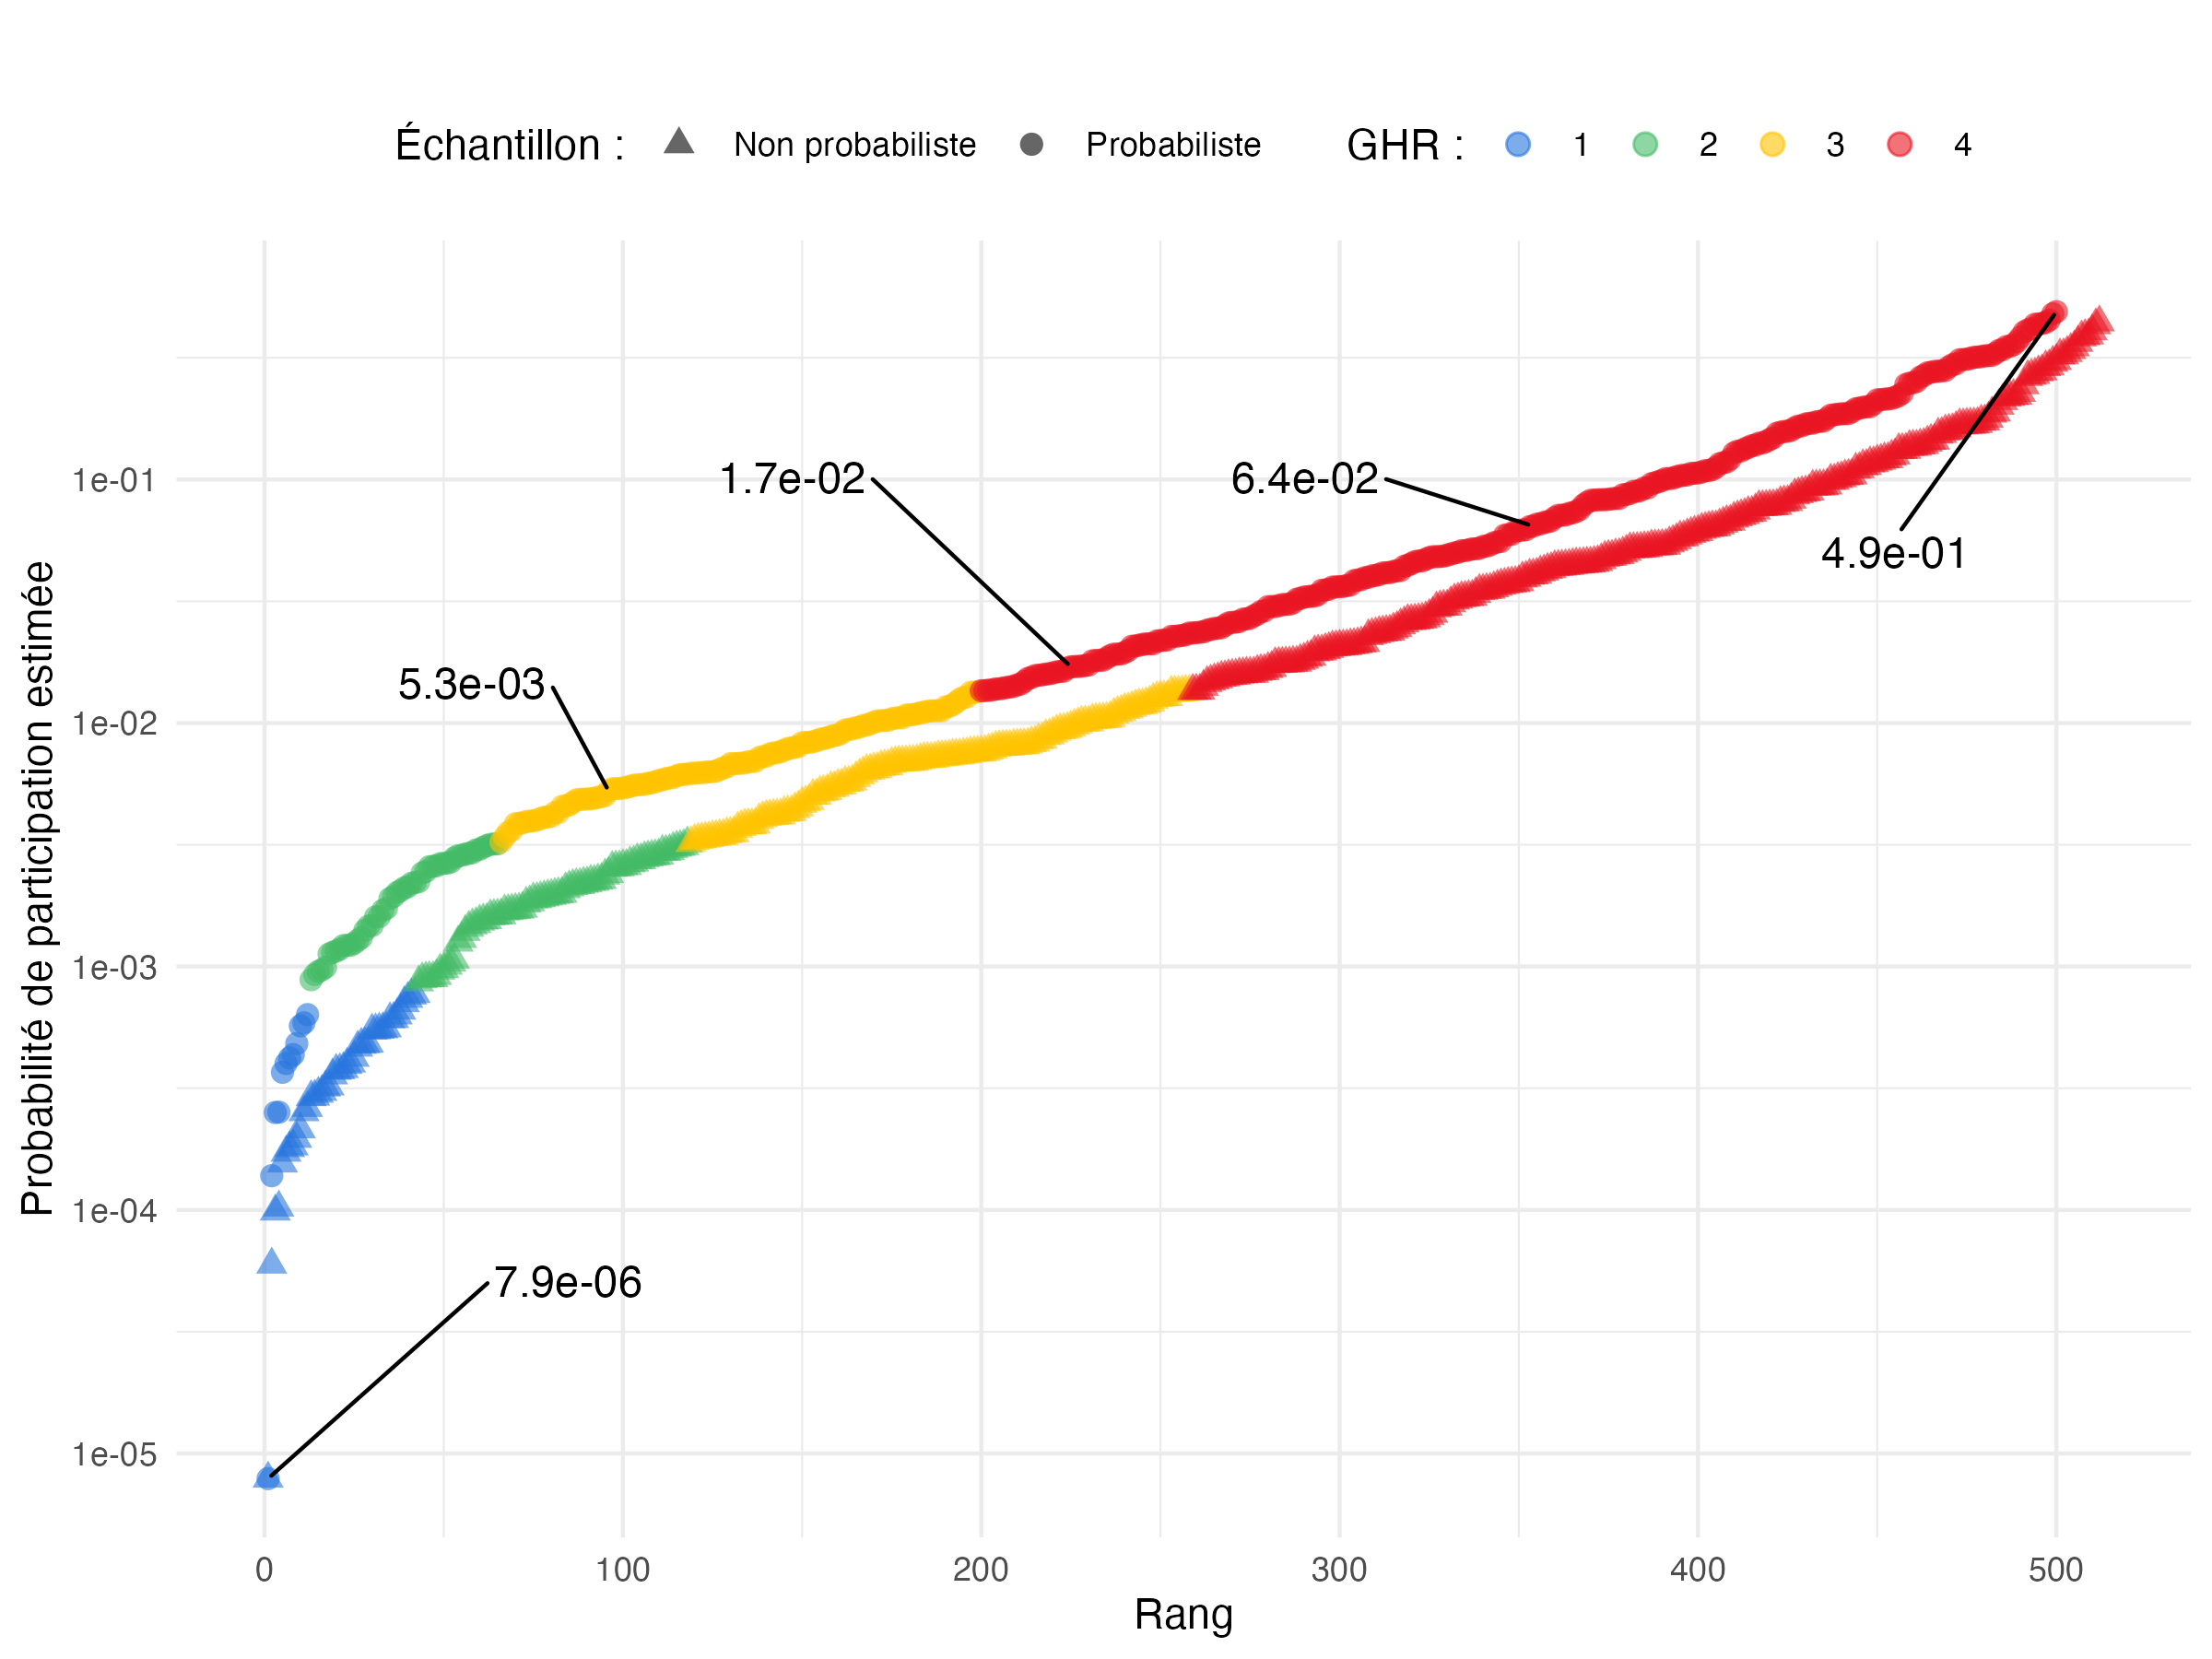 Échantillon : Non probabiliste Probabiliste GHR : 1 2 3 4
1e-01
1e-02
1e-03
1e-04
1e-05
Probabilité de participation estimée
1.7e-02
6.4e-02
4.9e-01
5.3e-03
7.9e-06
0 100 200 300 400 500
Rang